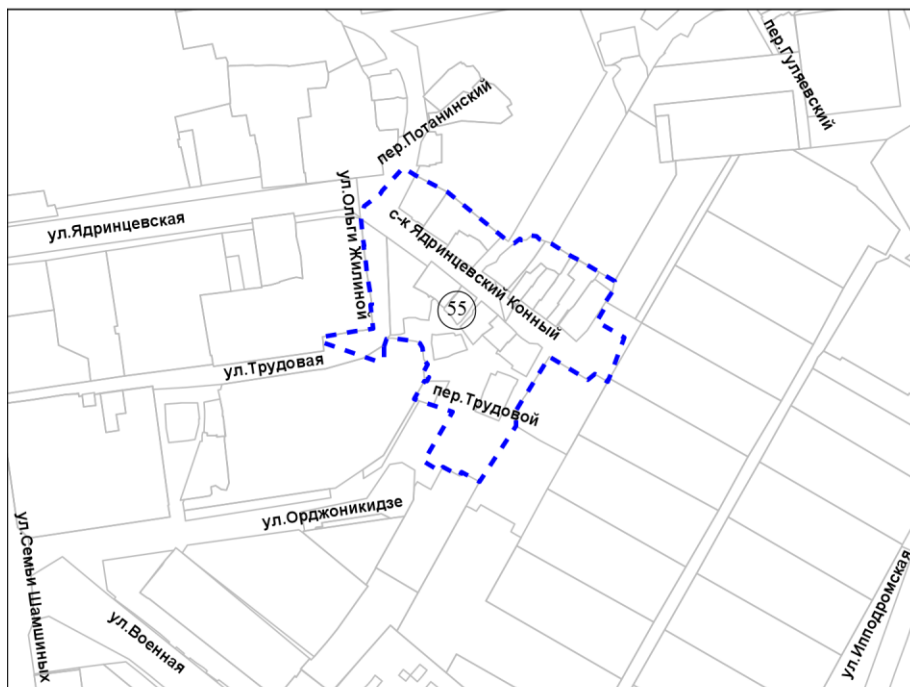 пер.Гуляевский
пер.Потанинский
ул.Ядринцевская
ул.Ольги Жилиной
с-к Ядринцевский Конный
55
ул.Трудовая
пер.Трудовой
ул.Орджоникидзе
ул.Семьи Шамшиных
ул.Военная
ул.Ипподромская